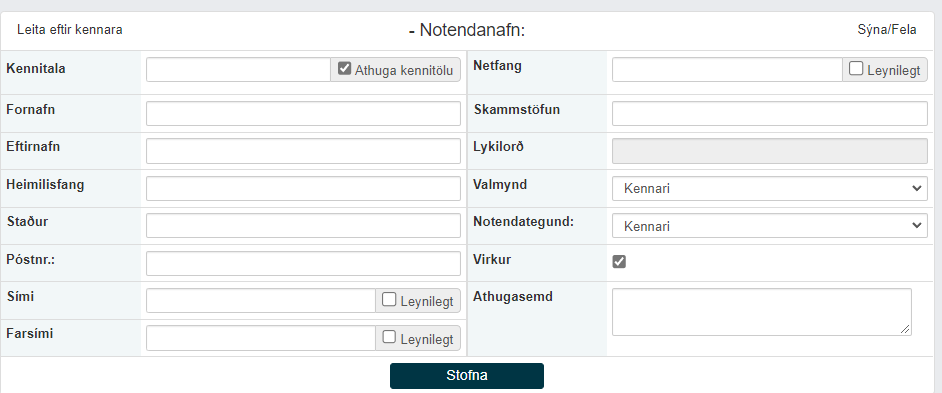 Leita eftir kennara
- Notendanafn:
Sýna/Fela
Kennitala
Athuga kennitölu
Netfang
Leynilegt
Fornafn
Skammstöfun
Eftirnafn
Lykilorð
Heimilisfang
Valmynd
Kennari
Staður
Notendategund:
Kennari
Póstnr.:
Virkur
Sími
Leynilegt
Athugasemd
Farsími
Leynilegt
Stofna